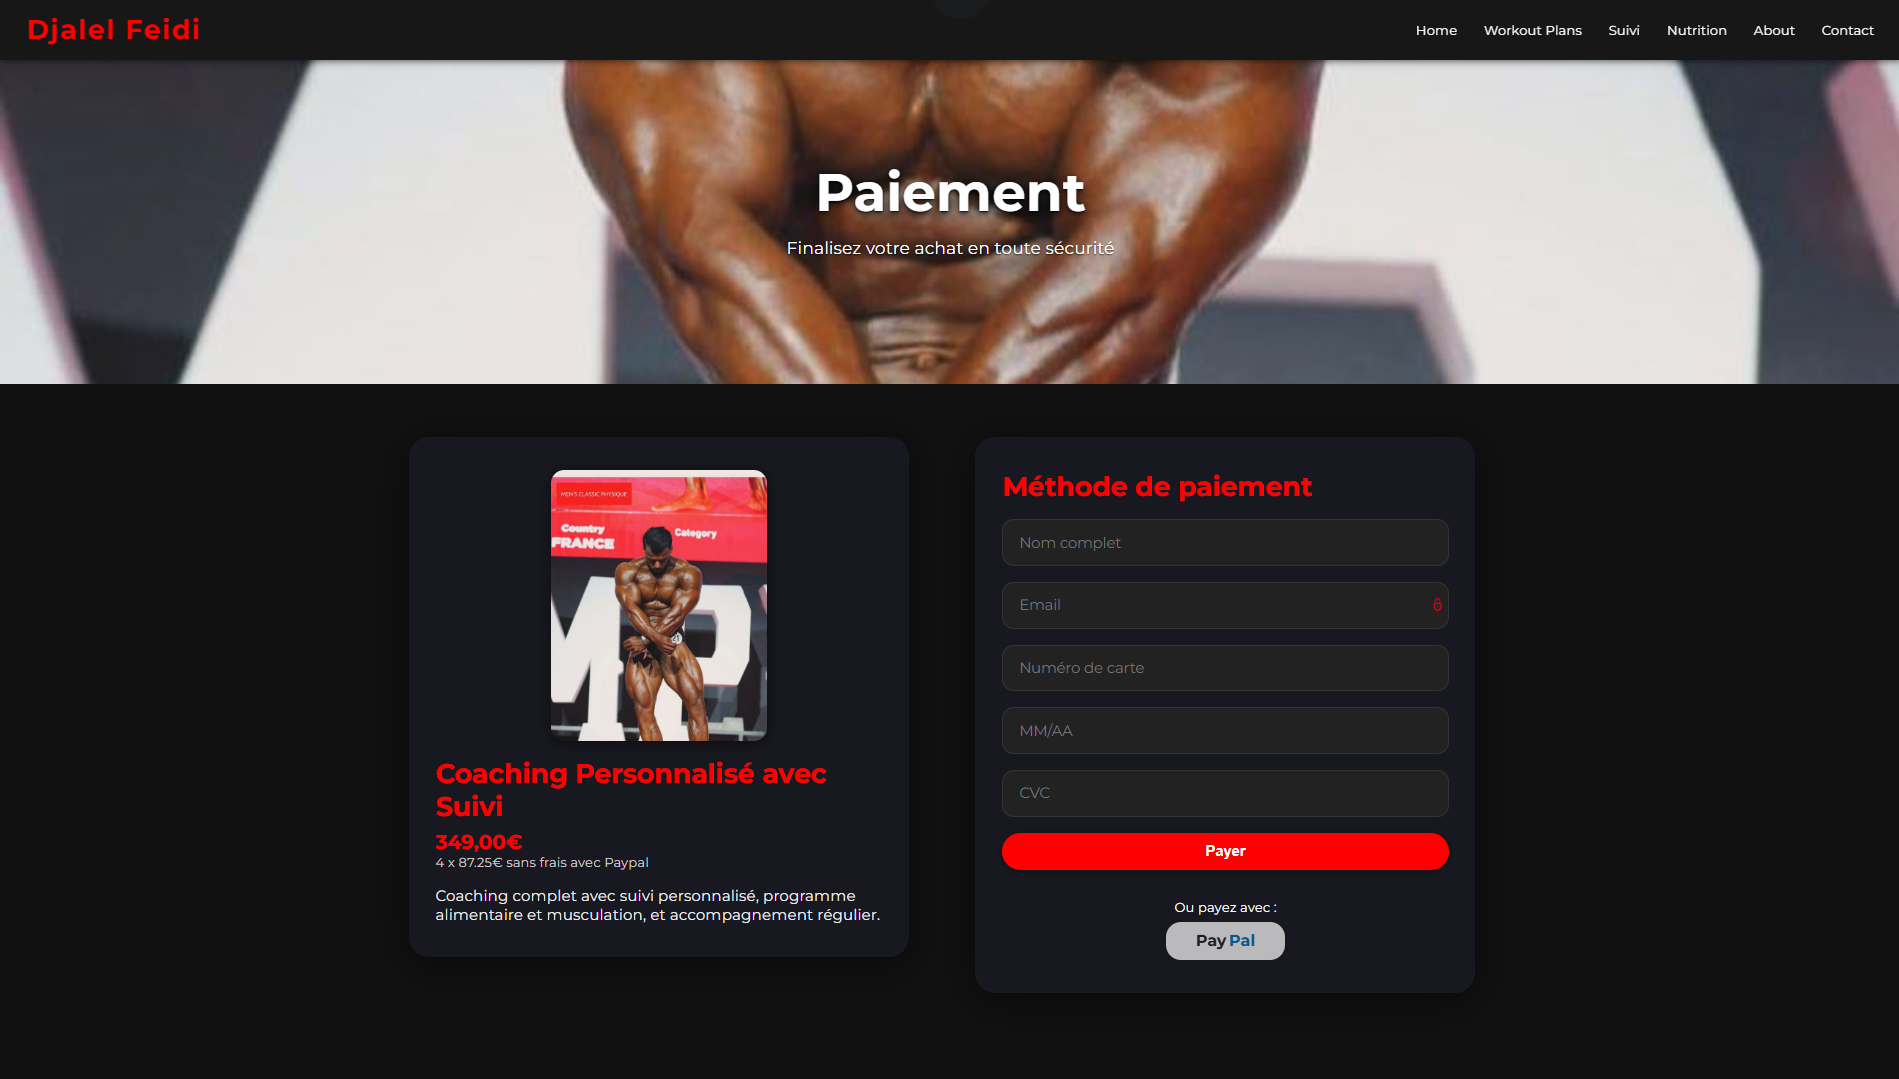 Djalel Feidi
Home Workout Plans Suivi Nutrition About Contact
Paiement
Finalisez votre achat en toute sécurité
MEN'S CLASSIC PHYSIQUE
Country Category
FRANCE
Coaching Personnalisé avec
Suivi
349,00€
4 x 87.25€ sans frais avec Paypal
Coaching complet avec suivi personnalisé, programme
alimentaire et musculation, et accompagnement régulier.
Méthode de paiement
Nom complet
Email
Numéro de carte
MM/AA
CVC
Payer
Ou payez avec :
PayPal